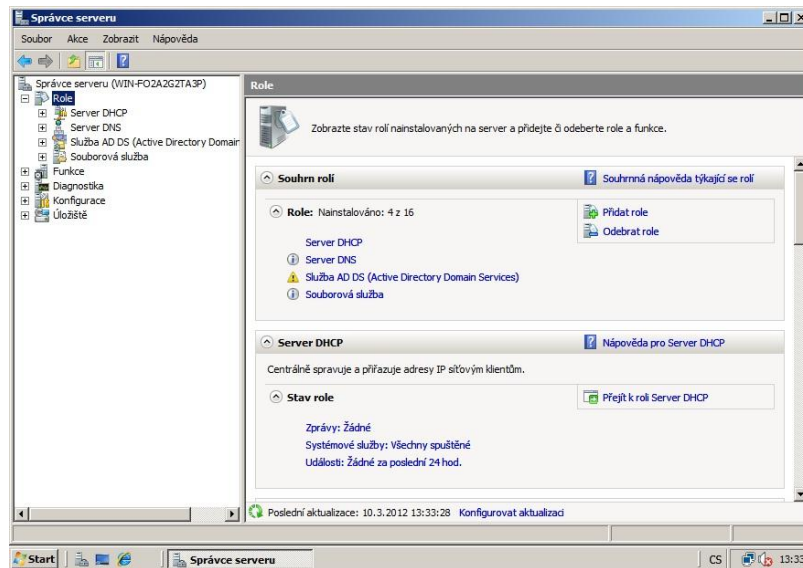 Správce serveru
Soubor Akce Zobrazit Nápověda
Správce serveru (WIN-FO2A2G2TA3P)
Role
Server DHCP
Server DNS
Služba AD DS (Active Directory Domain
Souborová služba
Funkce
Diagnostika
Konfigurace
Úložiště
Role
Zobrazte stav rolí nainstalovaných na server a přidejte či odeberte role a funkce.
Souhrn rolí
Souhrnná nápověda týkající se rolí
Role: Nainstalováno: 4 z 16
Přidat role
Odebrat role
Server DHCP
Server DNS
Služba AD DS (Active Directory Domain Services)
Souborová služba
Server DHCP
Nápověda pro Server DHCP
Centrálně spravuje a přiřazuje adresy IP síťovým klientům.
Stav role
Přejít k roli Server DHCP
Zprávy: Žádné
Systémové služby: Všechny spuštěné
Události: Žádné za poslední 24 hod.
Poslední aktualizace: 10.3.2012 13:33:28 Konfigurovat aktualizaci
Start
Správce serveru
CS
13:33